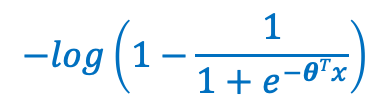 −log(1 − 1/(1 + e^(−θ^T x)))